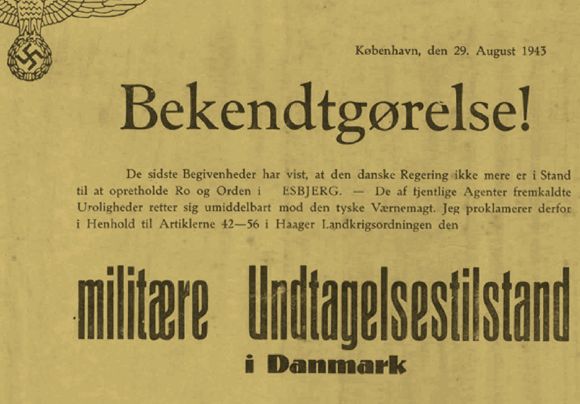 København, den 29. August 1943
Bekendtgørelse!
De sidste Begivenheder har vist, at den danske Regering ikke mere er i Stand
til at opretholde Ro og Orden i ESBJERG. — De af fjentlige Agenter fremkaldte
Uroligheder retter sig umiddelbart mod den tyske Værnemagt. Jeg proklamerer derfor
i Henhold til Artiklerne 42—56 i Haager Landkrigsordningen den
militære Undtagelsestilstand
i Danmark